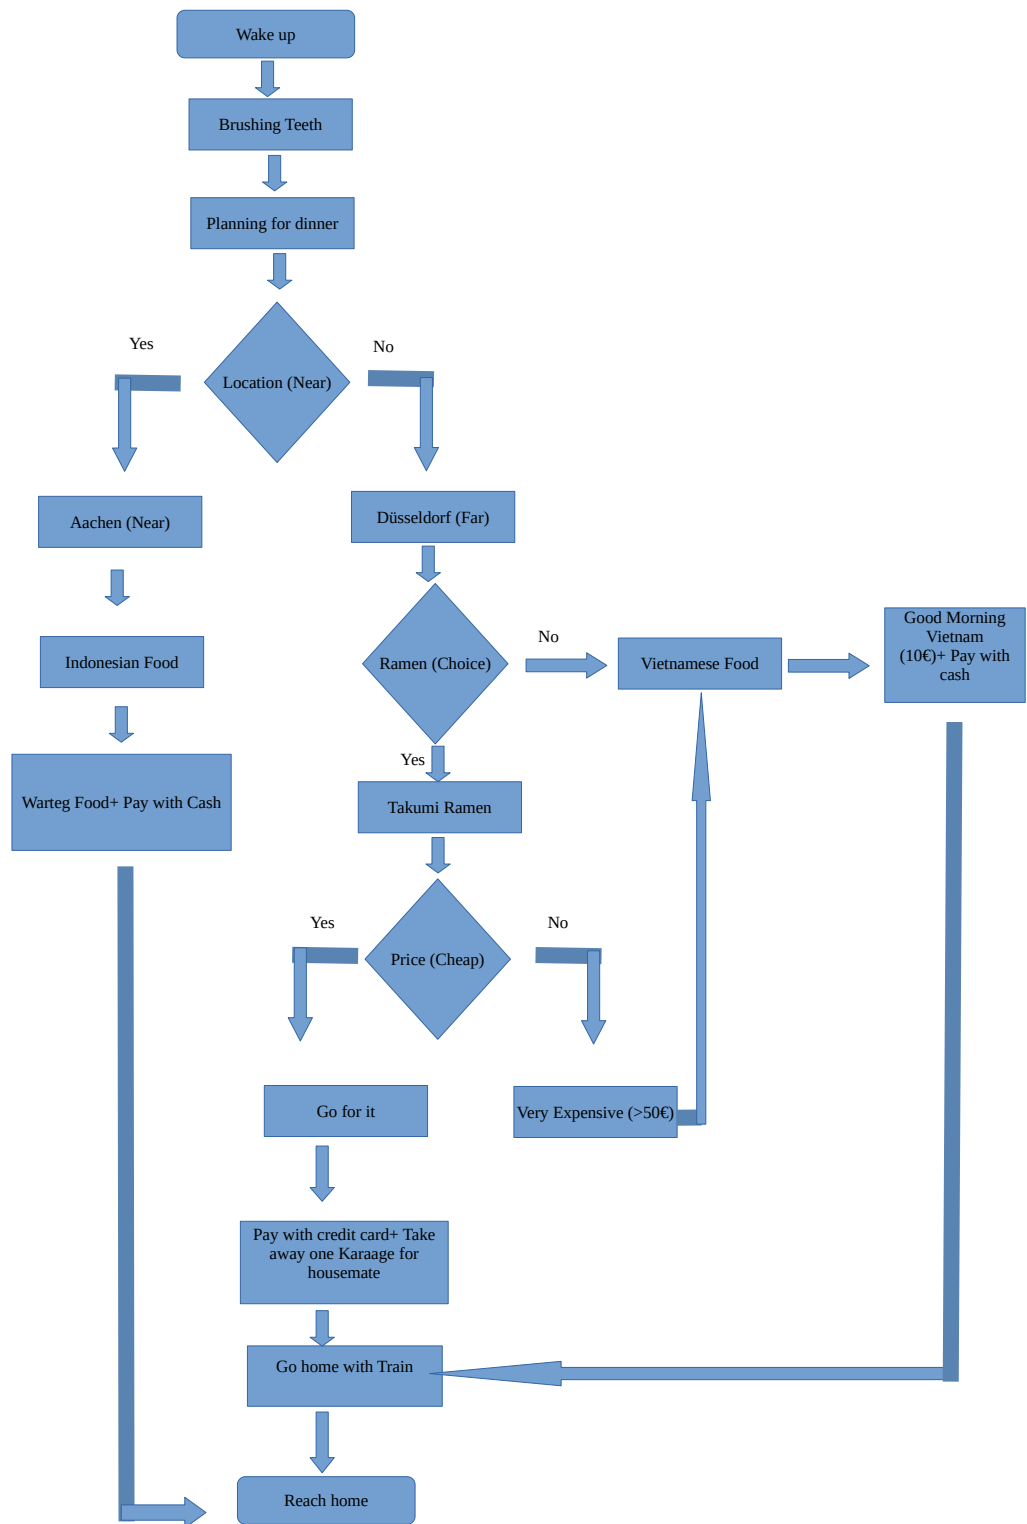 Wake up
Brushing Teeth
Planning for dinner
Yes
No
Location (Near)
Aachen (Near)
Düsseldorf (Far)
Indonesian Food
Ramen (Choice)
No
Vietnamese Food
Good Morning
Vietnam
(10€)+ Pay with
cash
Yes
Warteg Food+ Pay with Cash
Takumi Ramen
Yes
No
Price (Cheap)
Go for it
Very Expensive (>50€)
Pay with credit card+ Take
away one Karaage for
housemate
Go home with Train
Reach home